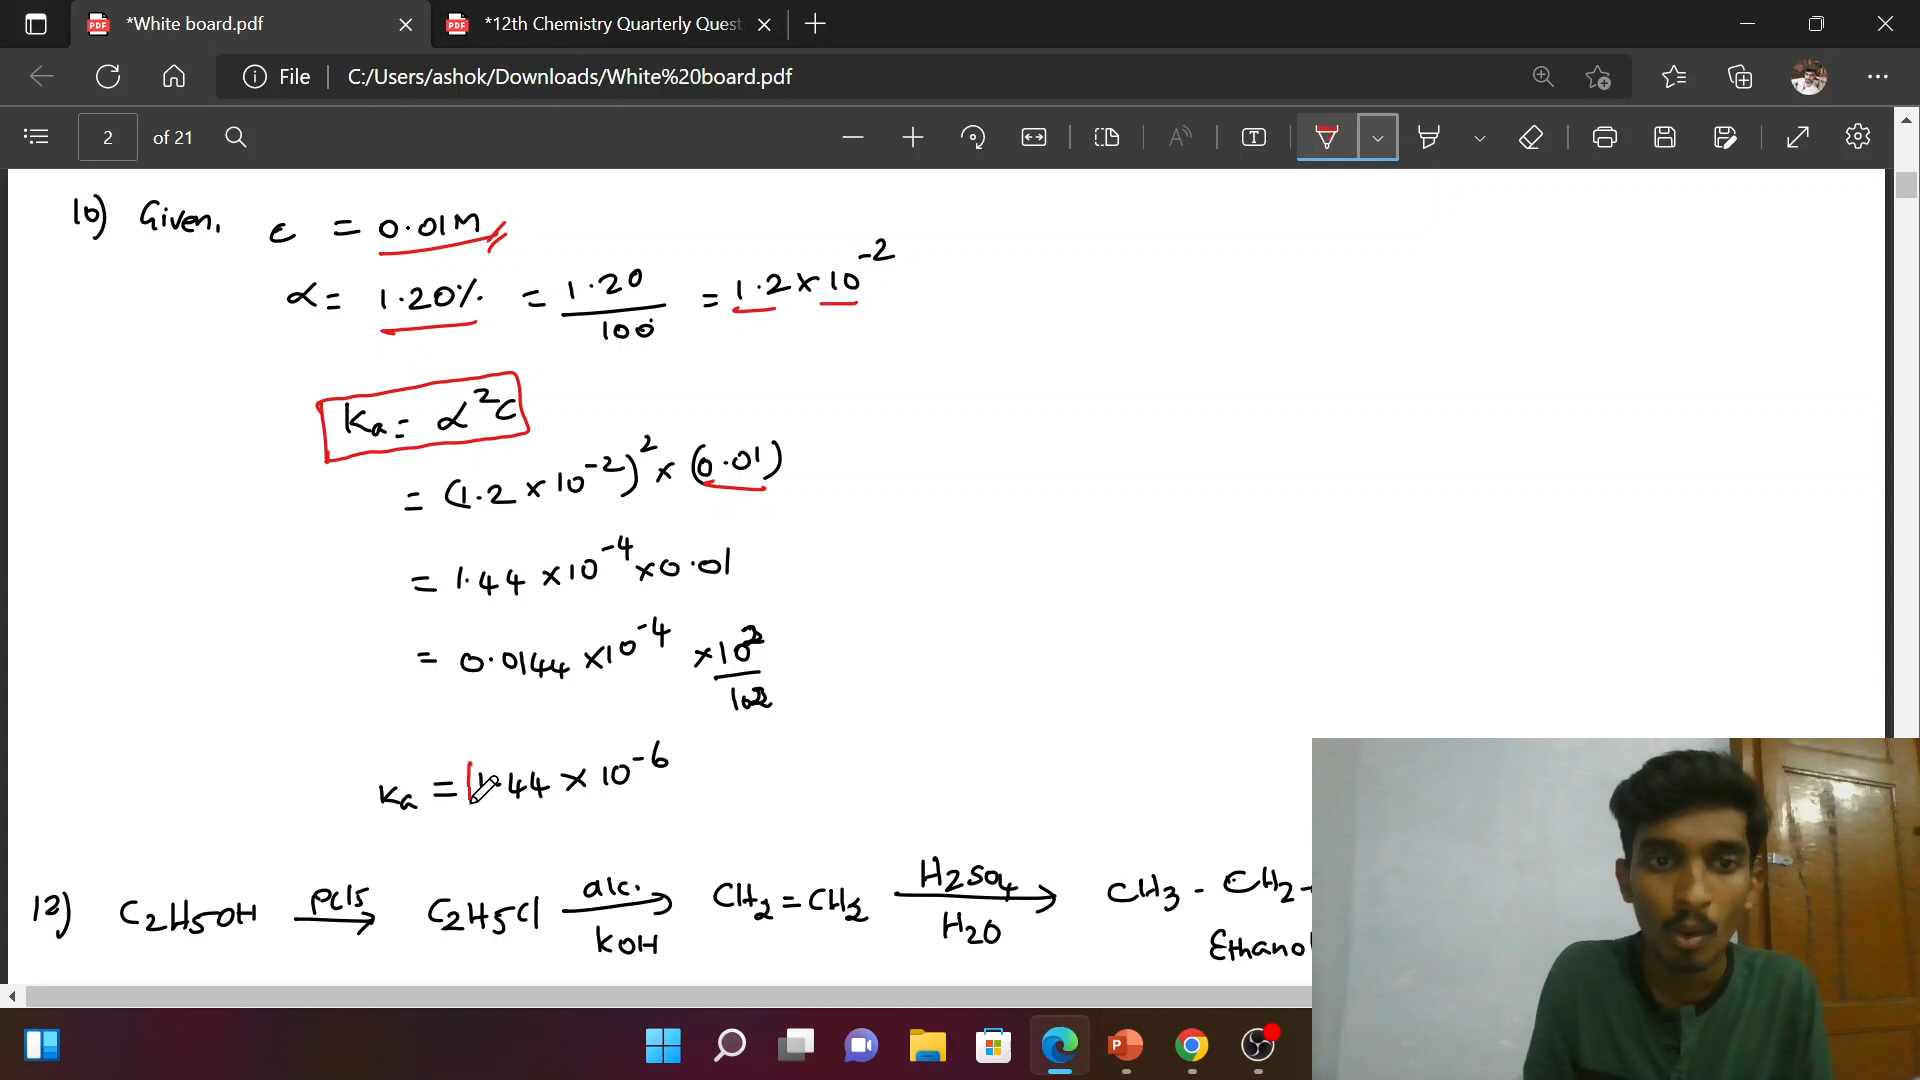 *White board.pdf
*12th Chemistry Quarterly Quest
File
C:/Users/ashok/Downloads/White%20board.pdf
2 of 21
10) Given, c = 0.01M
α = 1.20% = 1.20/100 = 1.2 × 10⁻²
Ka = α²C
= (1.2 × 10⁻²)² × (0.01)
= 1.44 × 10⁻⁴ × 0.01
= 0.0144 × 10⁻⁴ × 10²/10²
Ka = 1.44 × 10⁻⁶
12) C2H5OH PCl5 C2H5Cl alc. KOH CH2 = CH2 H2SO4 H2O CH3 - CH2 -
Ethanol